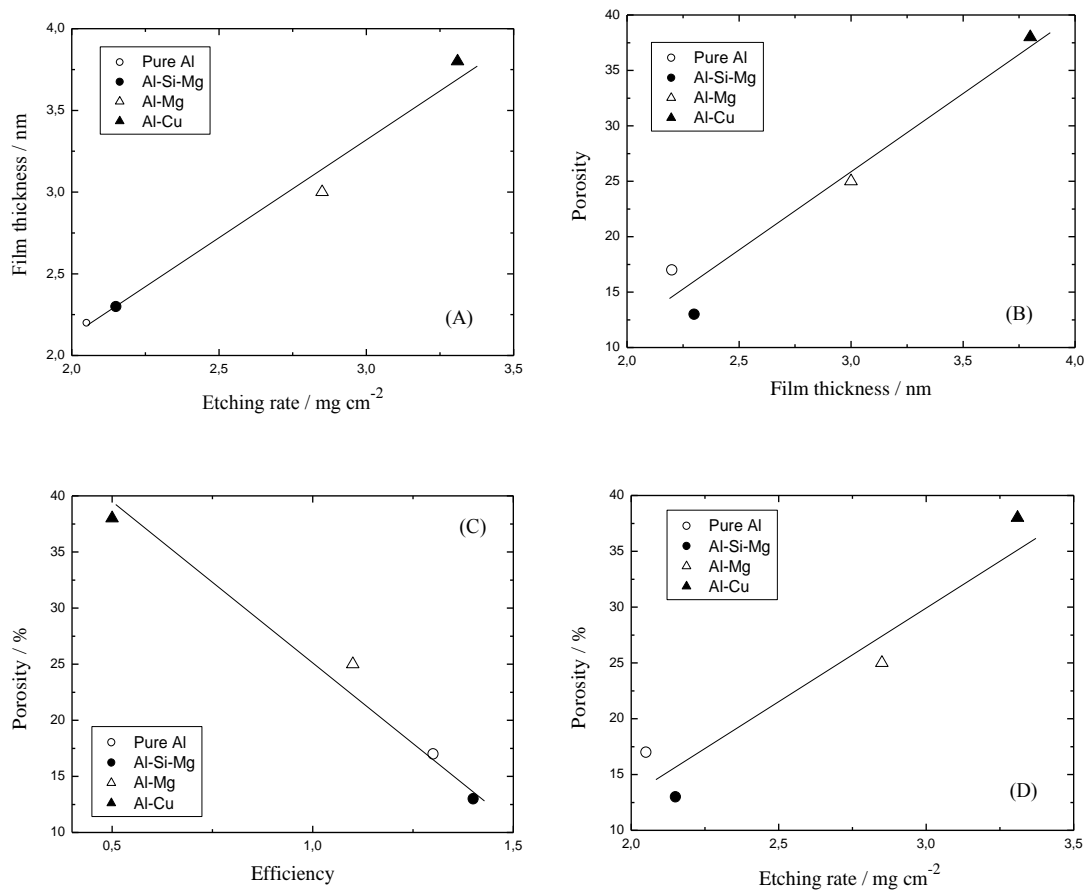 4,0
3,5
3,0
2,5
2,0
Film thickness / nm
Pure Al
Al-Si-Mg
Al-Mg
Al-Cu
(A)
2,0 2,5 3,0 3,5
Etching rate / mg cm-2
40
35
30
25
20
15
10
Porosity
Pure Al
Al-Si-Mg
Al-Mg
Al-Cu
(B)
2,0 2,5 3,0 3,5 4,0
Film thickness / nm
40
35
30
25
20
15
10
Porosity / %
(C)
Pure Al
Al-Si-Mg
Al-Mg
Al-Cu
0,5 1,0 1,5
Efficiency
40
35
30
25
20
15
10
Porosity / %
Pure Al
Al-Si-Mg
Al-Mg
Al-Cu
(D)
2,0 2,5 3,0 3,5
Etching rate / mg cm-2